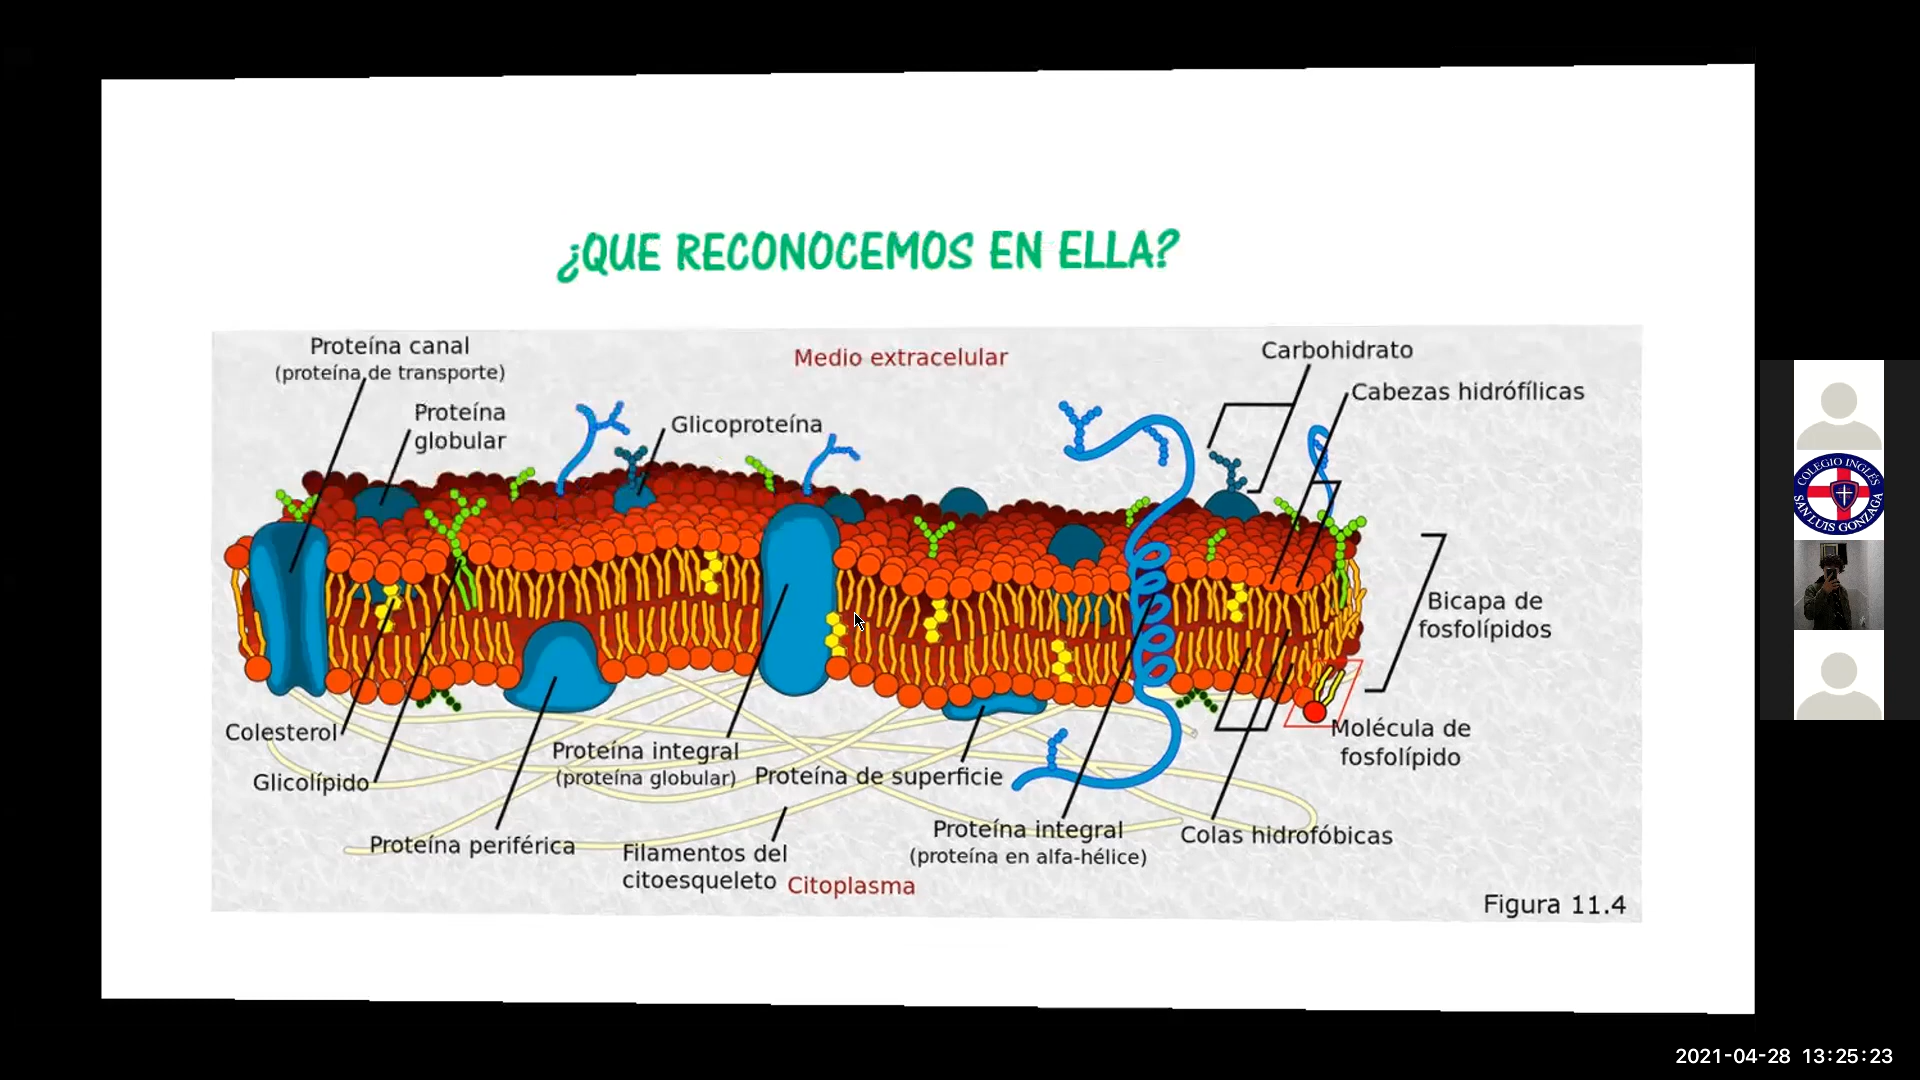 ¿QUE RECONOCEMOS EN ELLA?
Proteína canal
(proteína de transporte)
Proteína
globular
Medio extracelular
Glicoproteína
Carbohidrato
Cabezas hidrófílicas
Bicapa de
fosfolípidos
Molécula de
fosfolípido
Colesterol
Glicolípido
Proteína integral
(proteína globular)
Proteína de superficie
Proteína periférica
Filamentos del
citoesqueleto
Citoplasma
Proteína integral
(proteína en alfa-hélice)
Colas hidrofóbicas
Figura 11.4
COLEGIO INGLÉS
SAN LUIS GONZAGA
2021-04-28 13:25:23